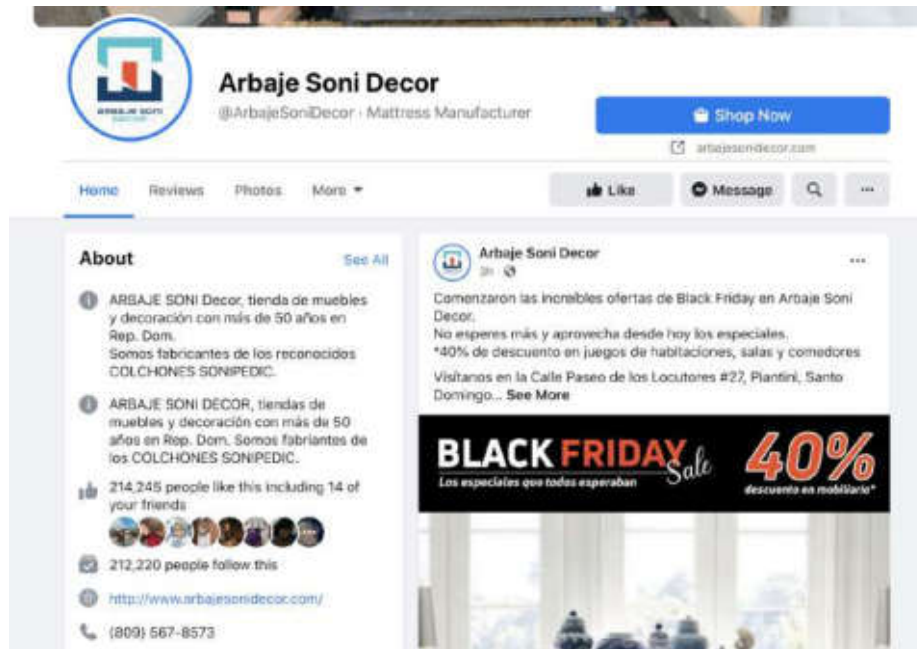 ARBAJE SONI
DECOR
Arbaje Soni Decor
@ArbajeSoniDecor · Mattress Manufacturer
Shop Now
arbajesonidecor.com
Home Reviews Photos More
Like Message ...
About See All
ARBAJE SONI Decor, tienda de muebles
y decoración con más de 50 años en
Rep. Dom.
Somos fabricantes de los reconocidos
COLCHONES SONIPEDIC.
ARBAJE SONI DECOR, tiendas de
muebles y decoración con más de 50
años en Rep. Dom. Somos fabriantes de
los COLCHONES SONIPEDIC.
214,245 people like this including 14 of
your friends
212,220 people follow this
http://www.arbajesonidecor.com/
(809) 567-8573
Arbaje Soni Decor
3h ·
...
Comenzaron las increíbles ofertas de Black Friday en Arbaje Soni
Decor.
No esperes más y aprovecha desde hoy los especiales.
*40% de descuento en juegos de habitaciones, salas y comedores
Visítanos en la Calle Paseo de los Locutores #27, Piantini, Santo
Domingo... See More
BLACK FRIDAY Sale
Los especiales que todos esperaban
40%
descuento en mobiliario*